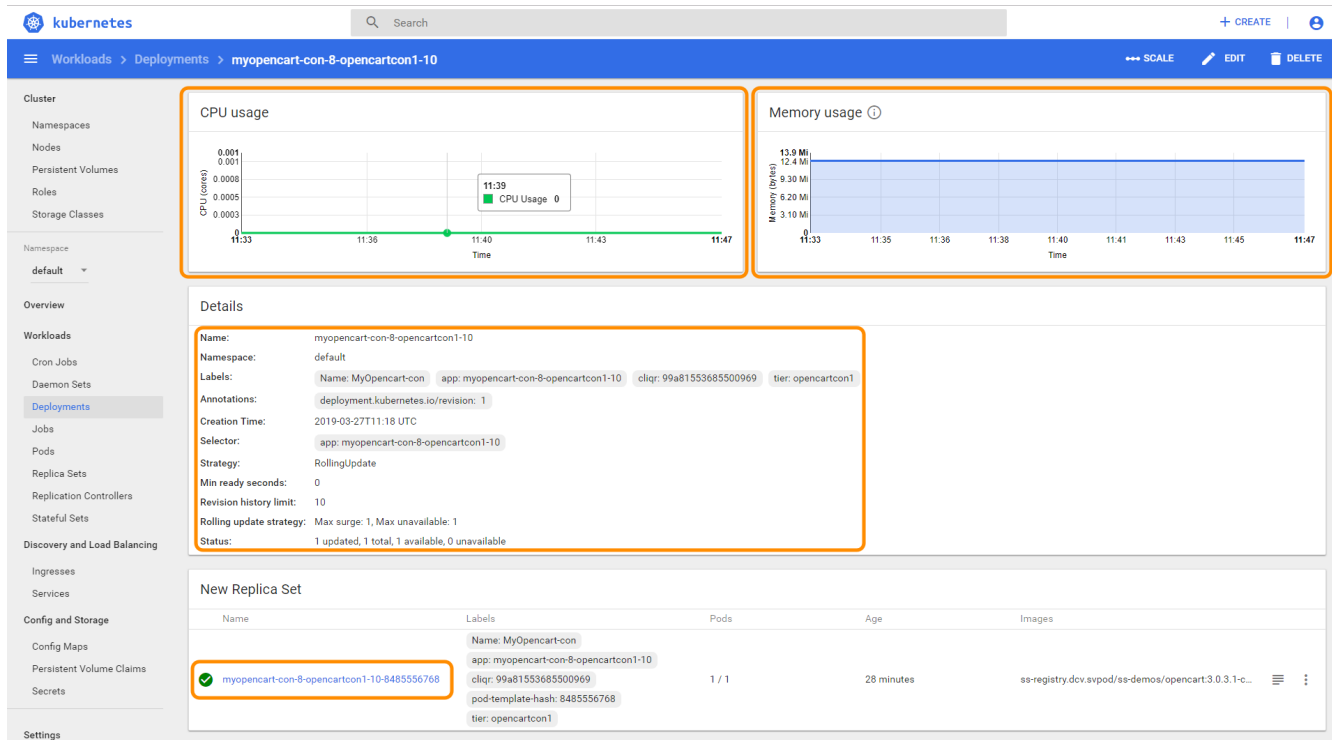 kubernetes
Search
+ CREATE
Workloads > Deployments > myopencart-con-8-opencartcon1-10
SCALE
EDIT
DELETE
Cluster
Namespaces
Nodes
Persistent Volumes
Roles
Storage Classes
Namespace
default
Overview
Workloads
Cron Jobs
Daemon Sets
Deployments
Jobs
Pods
Replica Sets
Replication Controllers
Stateful Sets
Discovery and Load Balancing
Ingresses
Services
Config and Storage
Config Maps
Persistent Volume Claims
Secrets
Settings
CPU usage
CPU (cores)
0.001
0.001
0.0008
0.0005
0.0003
0
11:39
CPU Usage 0
11:33 11:36 11:40 11:43 11:47
Time
Memory usage
Memory (bytes)
13.9 Mi
12.4 Mi
9.30 Mi
6.20 Mi
3.10 Mi
0
11:33 11:35 11:36 11:38 11:40 11:41 11:43 11:45 11:47
Time
Details
Name: myopencart-con-8-opencartcon1-10
Namespace: default
Labels: Name: MyOpencart-con app: myopencart-con-8-opencartcon1-10 cliqr: 99a81553685500969 tier: opencartcon1
Annotations: deployment.kubernetes.io/revision: 1
Creation Time: 2019-03-27T11:18 UTC
Selector: app: myopencart-con-8-opencartcon1-10
Strategy: RollingUpdate
Min ready seconds: 0
Revision history limit: 10
Rolling update strategy: Max surge: 1, Max unavailable: 1
Status: 1 updated, 1 total, 1 available, 0 unavailable
New Replica Set
Name Labels Pods Age Images
myopencart-con-8-opencartcon1-10-8485556768
Name: MyOpencart-con
app: myopencart-con-8-opencartcon1-10
cliqr: 99a81553685500969
pod-template-hash: 8485556768
tier: opencartcon1
1 / 1
28 minutes
ss-registry.dcv.svpod/ss-demos/opencart:3.0.3.1-c...